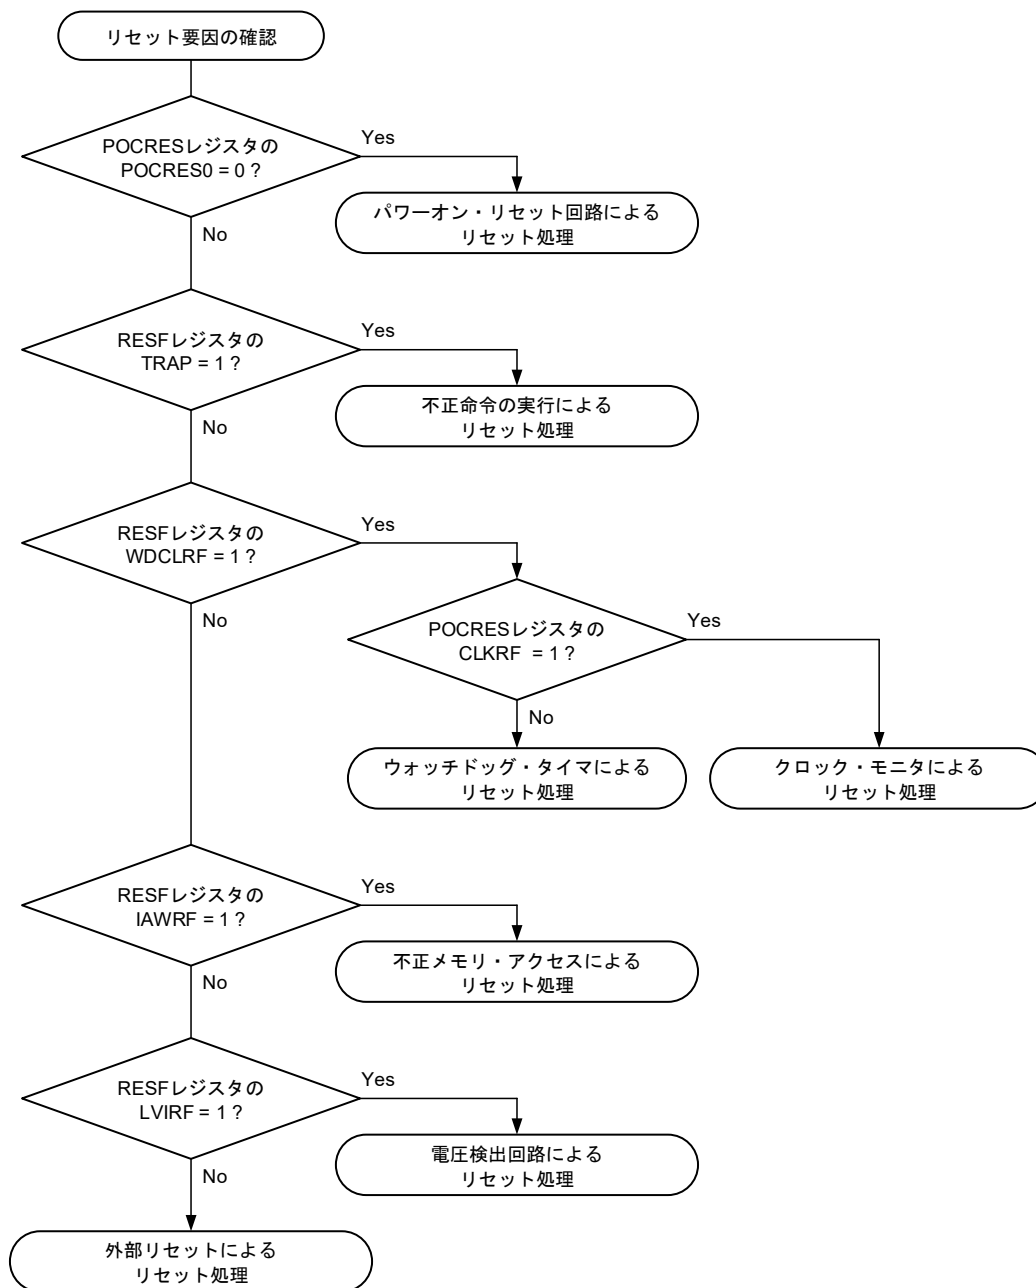 リセット要因の確認
POCRESレジスタの
POCRES0 = 0 ?
Yes
パワーオン・リセット回路による
リセット処理
No
RESFレジスタの
TRAP = 1 ?
Yes
不正命令の実行による
リセット処理
No
RESFレジスタの
WDCLRF = 1 ?
Yes
No
POCRESレジスタの
CLKRF = 1 ?
Yes
No
ウォッチドッグ・タイマによる
リセット処理
クロック・モニタによる
リセット処理
RESFレジスタの
IAWRF = 1 ?
Yes
不正メモリ・アクセスによる
リセット処理
No
RESFレジスタの
LVIRF = 1 ?
Yes
電圧検出回路による
リセット処理
No
外部リセットによる
リセット処理